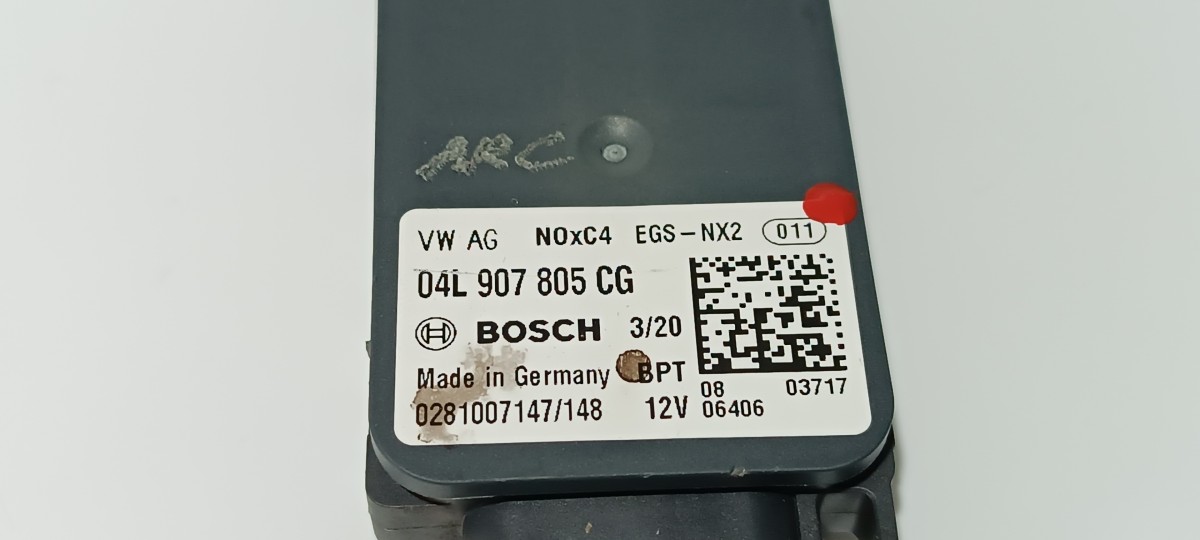 ARC
VW AG NOxC4 EGS-NX2 011
04L 907 805 CG
BOSCH 3/20
Made in Germany BPT
08 03717
0281007147/148 12V 06406